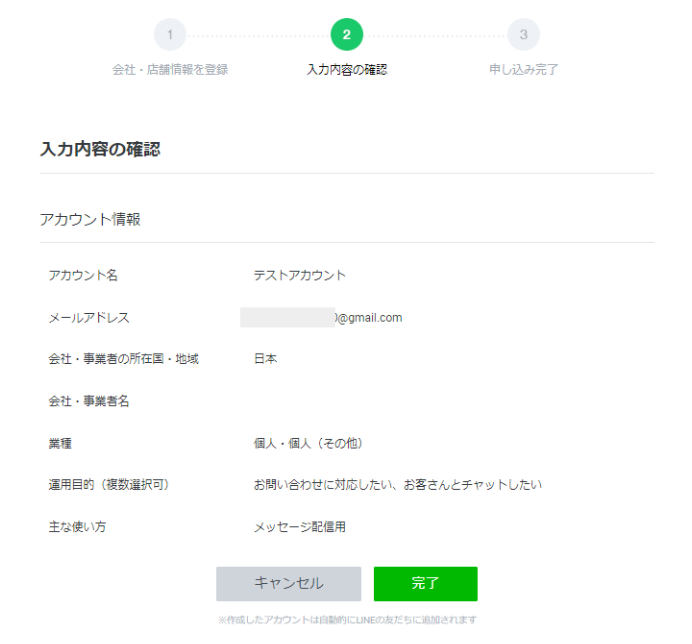 1
2
3
会社・店舗情報を登録
入力内容の確認
申し込み完了
入力内容の確認
アカウント情報
アカウント名 テストアカウント
メールアドレス @gmail.com
会社・事業者の所在国・地域 日本
会社・事業者名
業種 個人・個人（その他）
運用目的（複数選択可） お問い合わせに対応したい、お客さんとチャットしたい
主な使い方 メッセージ配信用
キャンセル 完了
※作成したアカウントは自動的にLINEの友だちに追加されます